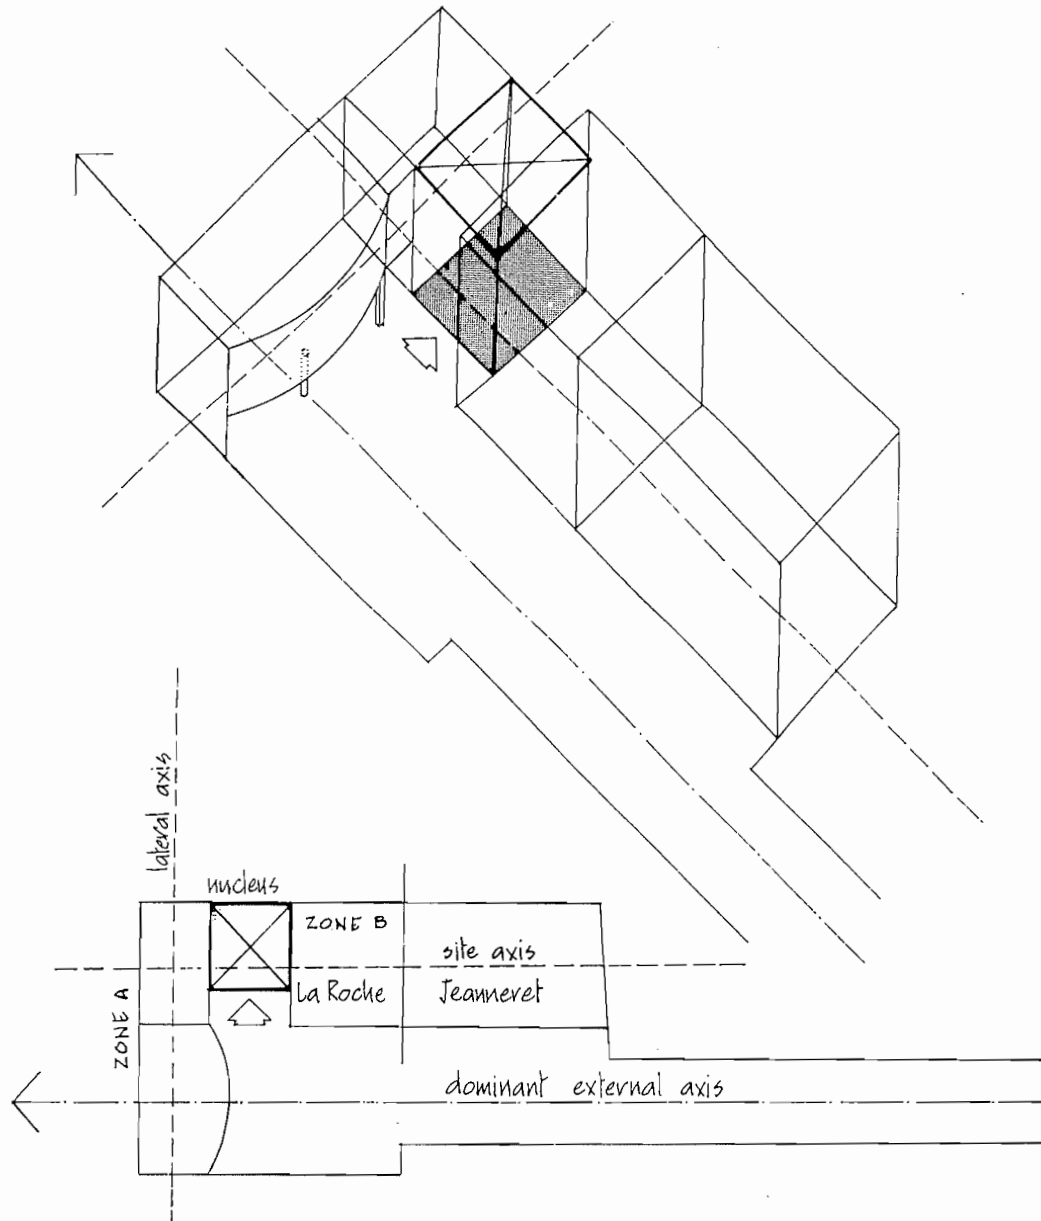 lateral axis
nucleus
ZONE B
site axis
La Roche
Jeanneret
ZONE A
dominant external axis